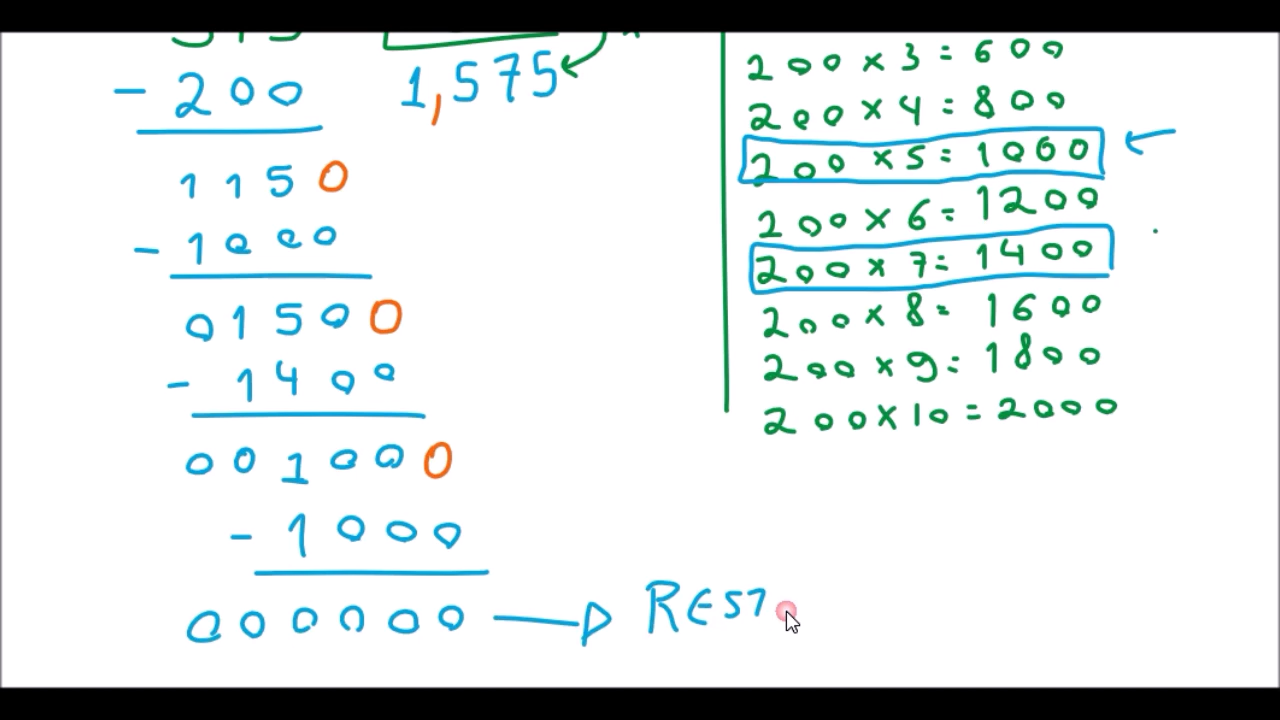 315
- 200
1,575
1150
- 1000
01500
- 1400
001000
- 1000
000000 → REST
200 x 3 = 600
200 x 4 = 800
200 x 5 = 1000
200 x 6 = 1200
200 x 7 = 1400
200 x 8 = 1600
200 x 9 = 1800
200 x 10 = 2000